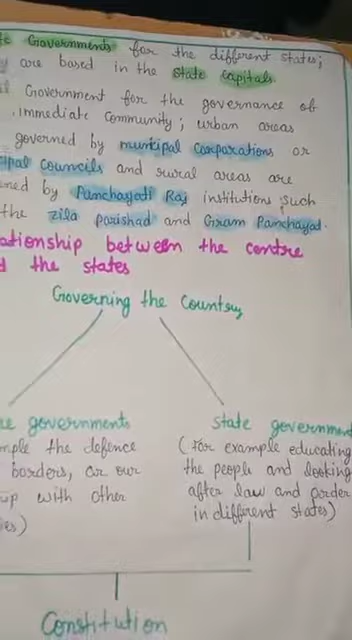 Governments for the different states;
are based in the state capitals.
Government for the governance of
immediate community; urban areas
governed by municipal corporations or
Councils and rural areas are
by Panchayati Raj institutions such
the zila parishad and Gram Panchayat.
between the centre
the states
Governing the Country
governments
state government
the defence
(For example educating
borders, or our
the people and looking
up with other
after law and order
in different states)
Constitution